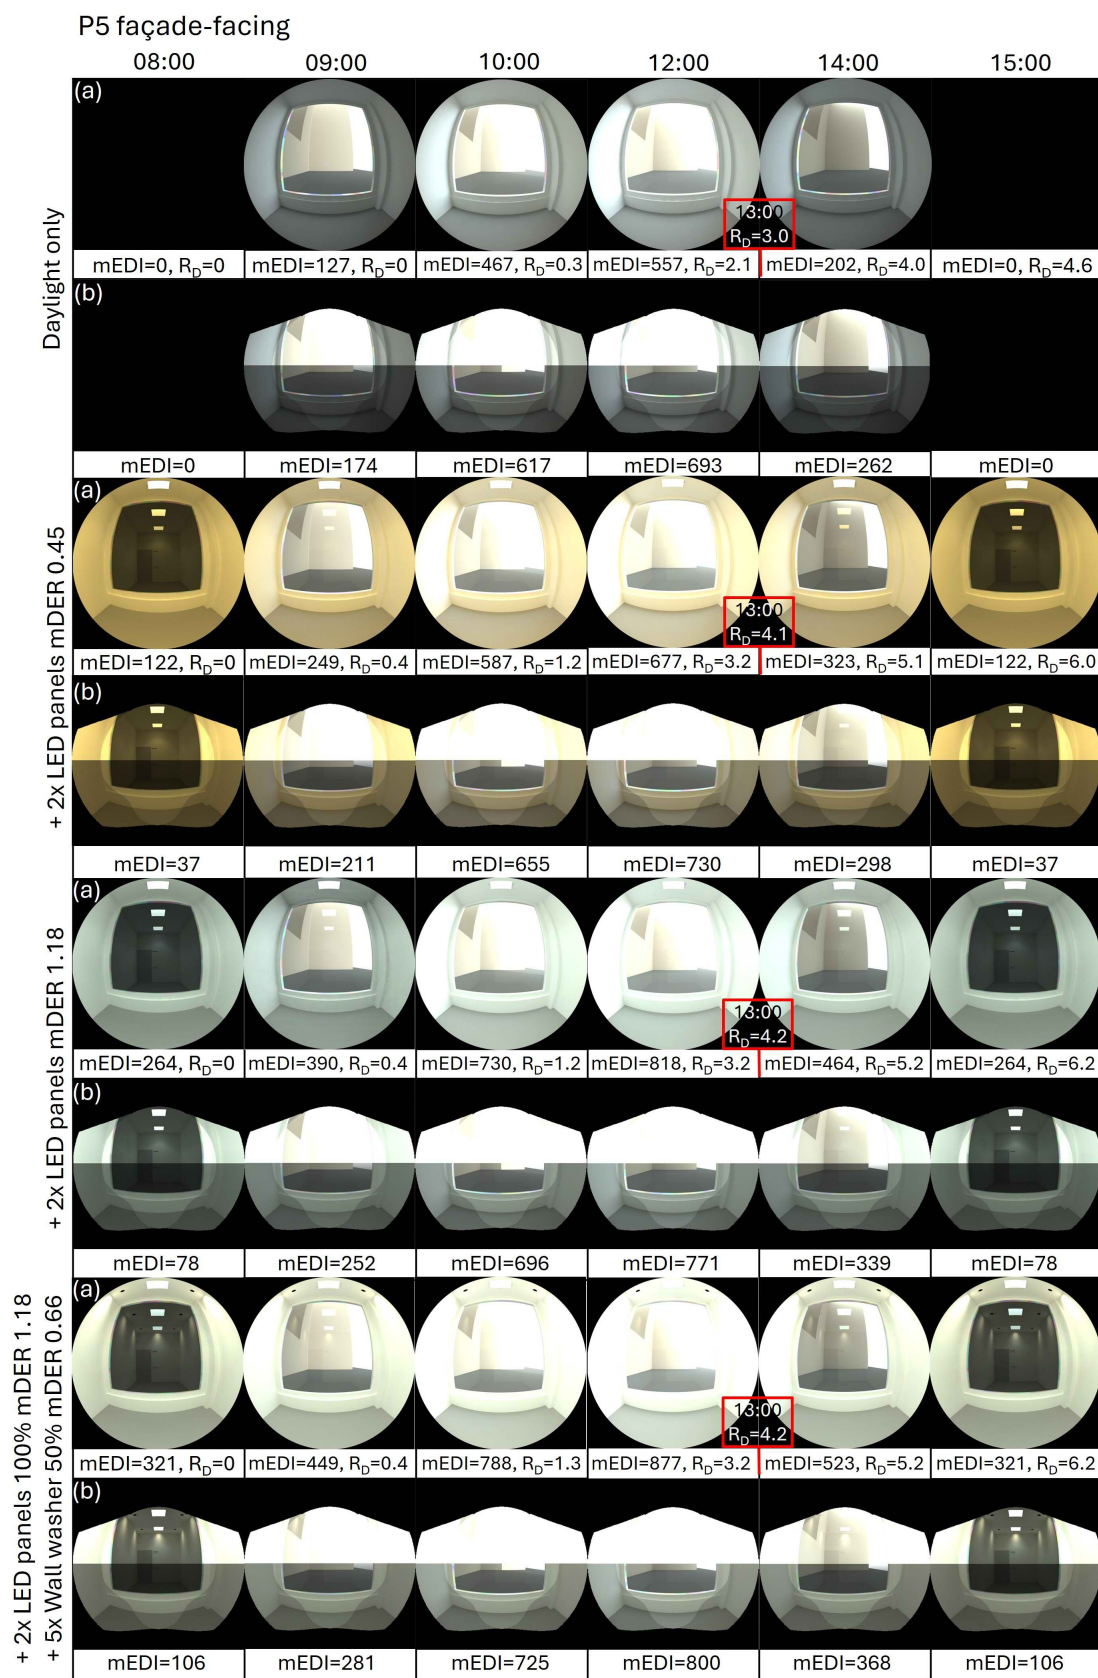 P5 façade-facing
08:00 09:00 10:00 12:00 14:00 15:00
Daylight only
(a)
13:00
R_D=3.0
mEDI=0, R_D=0 mEDI=127, R_D=0 mEDI=467, R_D=0.3 mEDI=557, R_D=2.1 mEDI=202, R_D=4.0 mEDI=0, R_D=4.6
(b)
mEDI=0 mEDI=174 mEDI=617 mEDI=693 mEDI=262 mEDI=0
+ 2x LED panels mDER 0.45
(a)
13:00
R_D=4.1
mEDI=122, R_D=0 mEDI=249, R_D=0.4 mEDI=587, R_D=1.2 mEDI=677, R_D=3.2 mEDI=323, R_D=5.1 mEDI=122, R_D=6.0
(b)
mEDI=37 mEDI=211 mEDI=655 mEDI=730 mEDI=298 mEDI=37
+ 2x LED panels mDER 1.18
(a)
13:00
R_D=4.2
mEDI=264, R_D=0 mEDI=390, R_D=0.4 mEDI=730, R_D=1.2 mEDI=818, R_D=3.2 mEDI=464, R_D=5.2 mEDI=264, R_D=6.2
(b)
mEDI=78 mEDI=252 mEDI=696 mEDI=771 mEDI=339 mEDI=78
+ 2x LED panels 100% mDER 1.18
+ 5x Wall washer 50% mDER 0.66
(a)
13:00
R_D=4.2
mEDI=321, R_D=0 mEDI=449, R_D=0.4 mEDI=788, R_D=1.3 mEDI=877, R_D=3.2 mEDI=523, R_D=5.2 mEDI=321, R_D=6.2
(b)
mEDI=106 mEDI=281 mEDI=725 mEDI=800 mEDI=368 mEDI=106